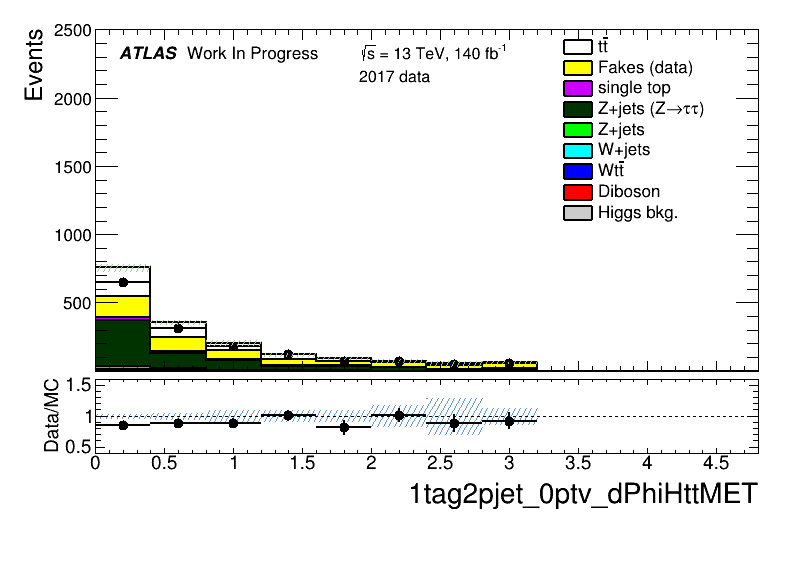 2500
2000
1500
1000
500
Events
ATLAS Work In Progress
√s = 13 TeV, 140 fb⁻¹
2017 data
tt̄
Fakes (data)
single top
Z+jets (Z→ττ)
Z+jets
W+jets
Wtt̄
Diboson
Higgs bkg.
1.5
1
0.5
Data/MC
0 0.5 1 1.5 2 2.5 3 3.5 4 4.5
1tag2pjet_0ptv_dPhiHttMET